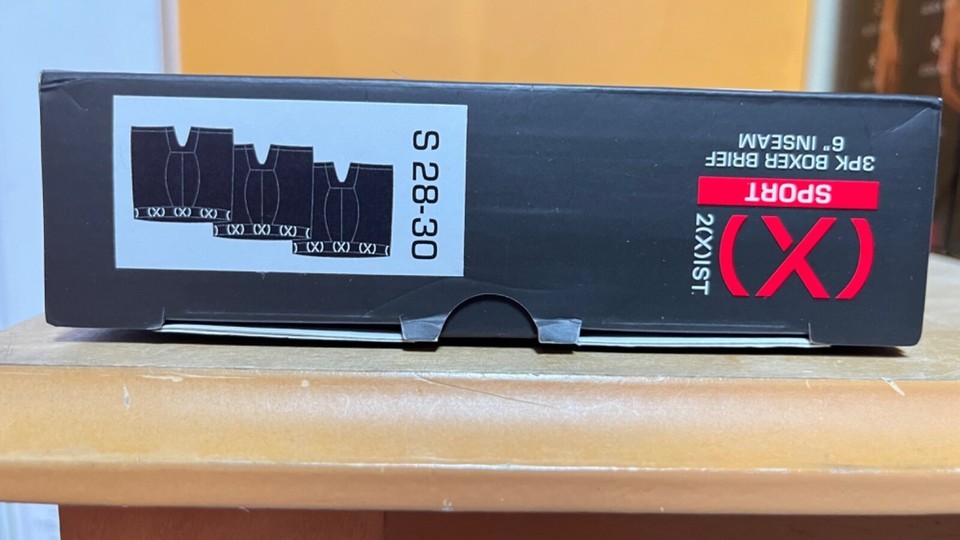 (X)
2(X)IST
SPORT
3PK BOXER BRIEF
6" INSEAM
S 28-30
(X) (X) (X)
(X) (X) (X)
(X) (X) (X)